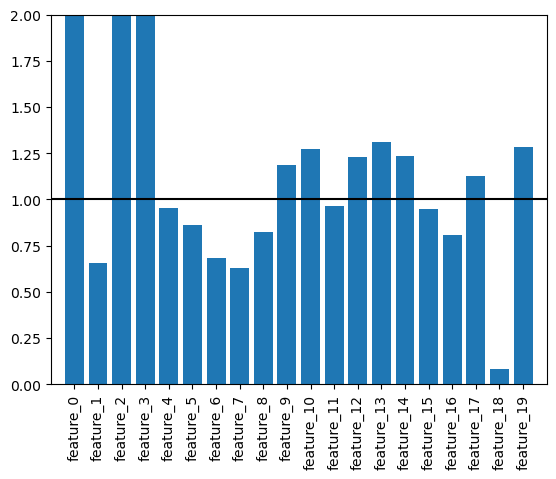 2.00
1.75
1.50
1.25
1.00
0.75
0.50
0.25
0.00
feature_0
feature_1
feature_2
feature_3
feature_4
feature_5
feature_6
feature_7
feature_8
feature_9
feature_10
feature_11
feature_12
feature_13
feature_14
feature_15
feature_16
feature_17
feature_18
feature_19